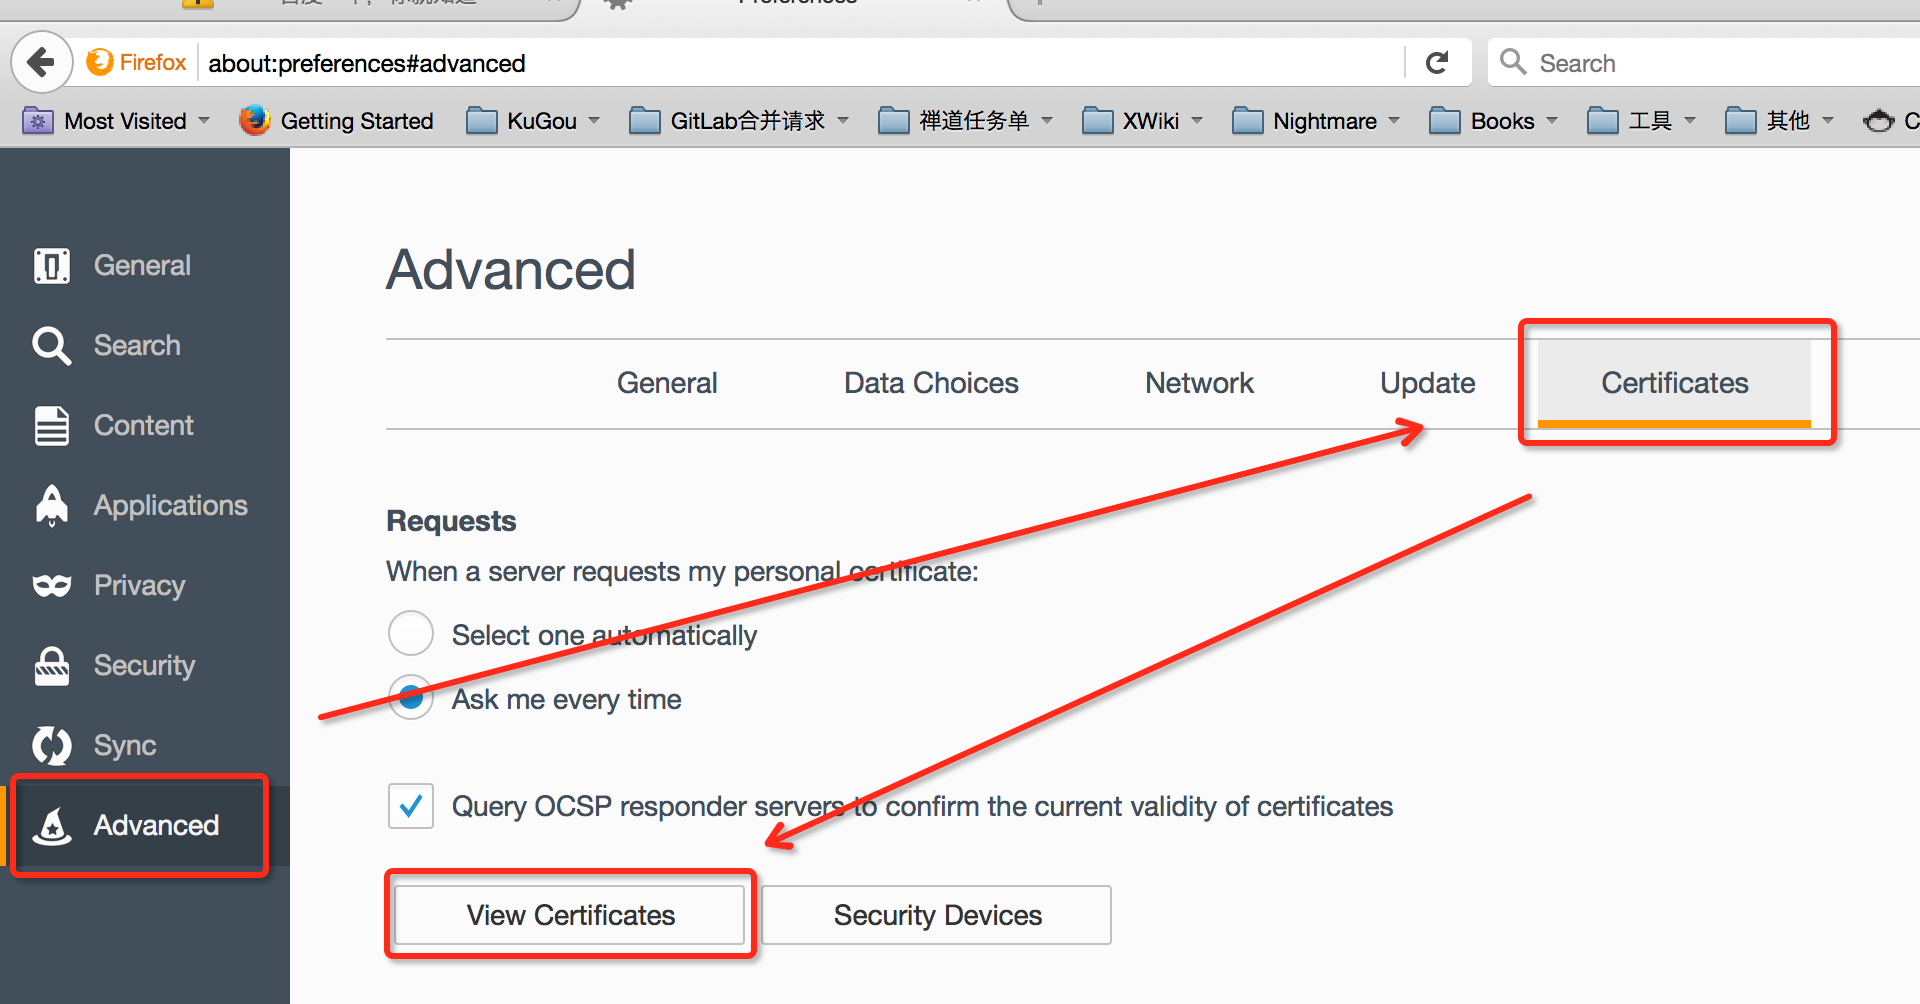 Preferences
Firefox about:preferences#advanced Search
Most Visited Getting Started KuGou GitLab合并请求 禅道任务单 XWiki Nightmare Books 工具 其他
General
Search
Content
Applications
Privacy
Security
Sync
Advanced
Advanced
General Data Choices Network Update Certificates
Requests
When a server requests my personal certificate:
Select one automatically
Ask me every time
Query OCSP responder servers to confirm the current validity of certificates
View Certificates Security Devices